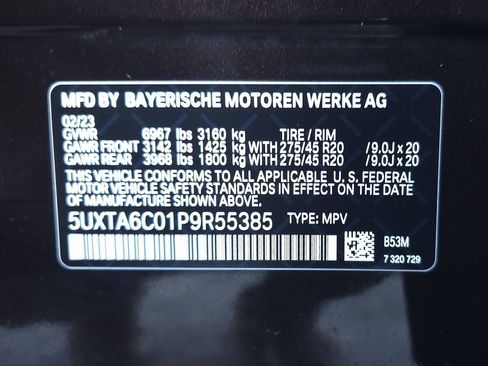 MFD BY BAYERISCHE MOTOREN WERKE AG
02/23
GVWR 6967 lbs 3160 kg TIRE / RIM
GAWR FRONT 3142 lbs 1425 kg WITH 275/45 R20 /9.0J x 20
GAWR REAR 3968 lbs 1800 kg WITH 275/45 R20 /9.0J x 20
THIS VEHICLE CONFORMS TO ALL APPLICABLE U. S. FEDERAL
MOTOR VEHICLE SAFETY STANDARDS IN EFFECT ON THE DATE
OF MANUFACTURE SHOWN ABOVE.
5UXTA6C01P9R55385 TYPE: MPV
B53M
7 320 729